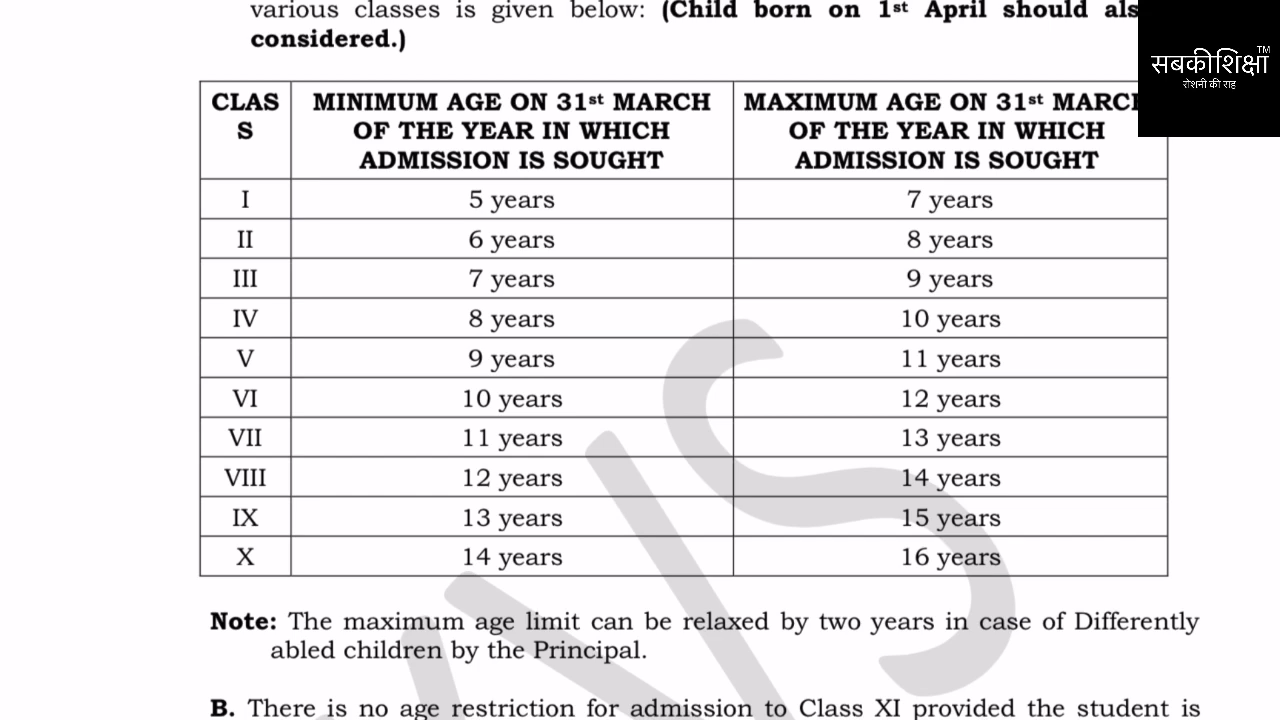 various classes is given below: (Child born on 1st April should als
considered.)
सबकीशिक्षा TM
रोशनी की राह
CLAS
S
MINIMUM AGE ON 31st MARCH
OF THE YEAR IN WHICH
ADMISSION IS SOUGHT
MAXIMUM AGE ON 31st MARC
OF THE YEAR IN WHICH
ADMISSION IS SOUGHT
I 5 years 7 years
II 6 years 8 years
III 7 years 9 years
IV 8 years 10 years
V 9 years 11 years
VI 10 years 12 years
VII 11 years 13 years
VIII 12 years 14 years
IX 13 years 15 years
X 14 years 16 years
Note: The maximum age limit can be relaxed by two years in case of Differently
abled children by the Principal.
B. There is no age restriction for admission to Class XI provided the student is